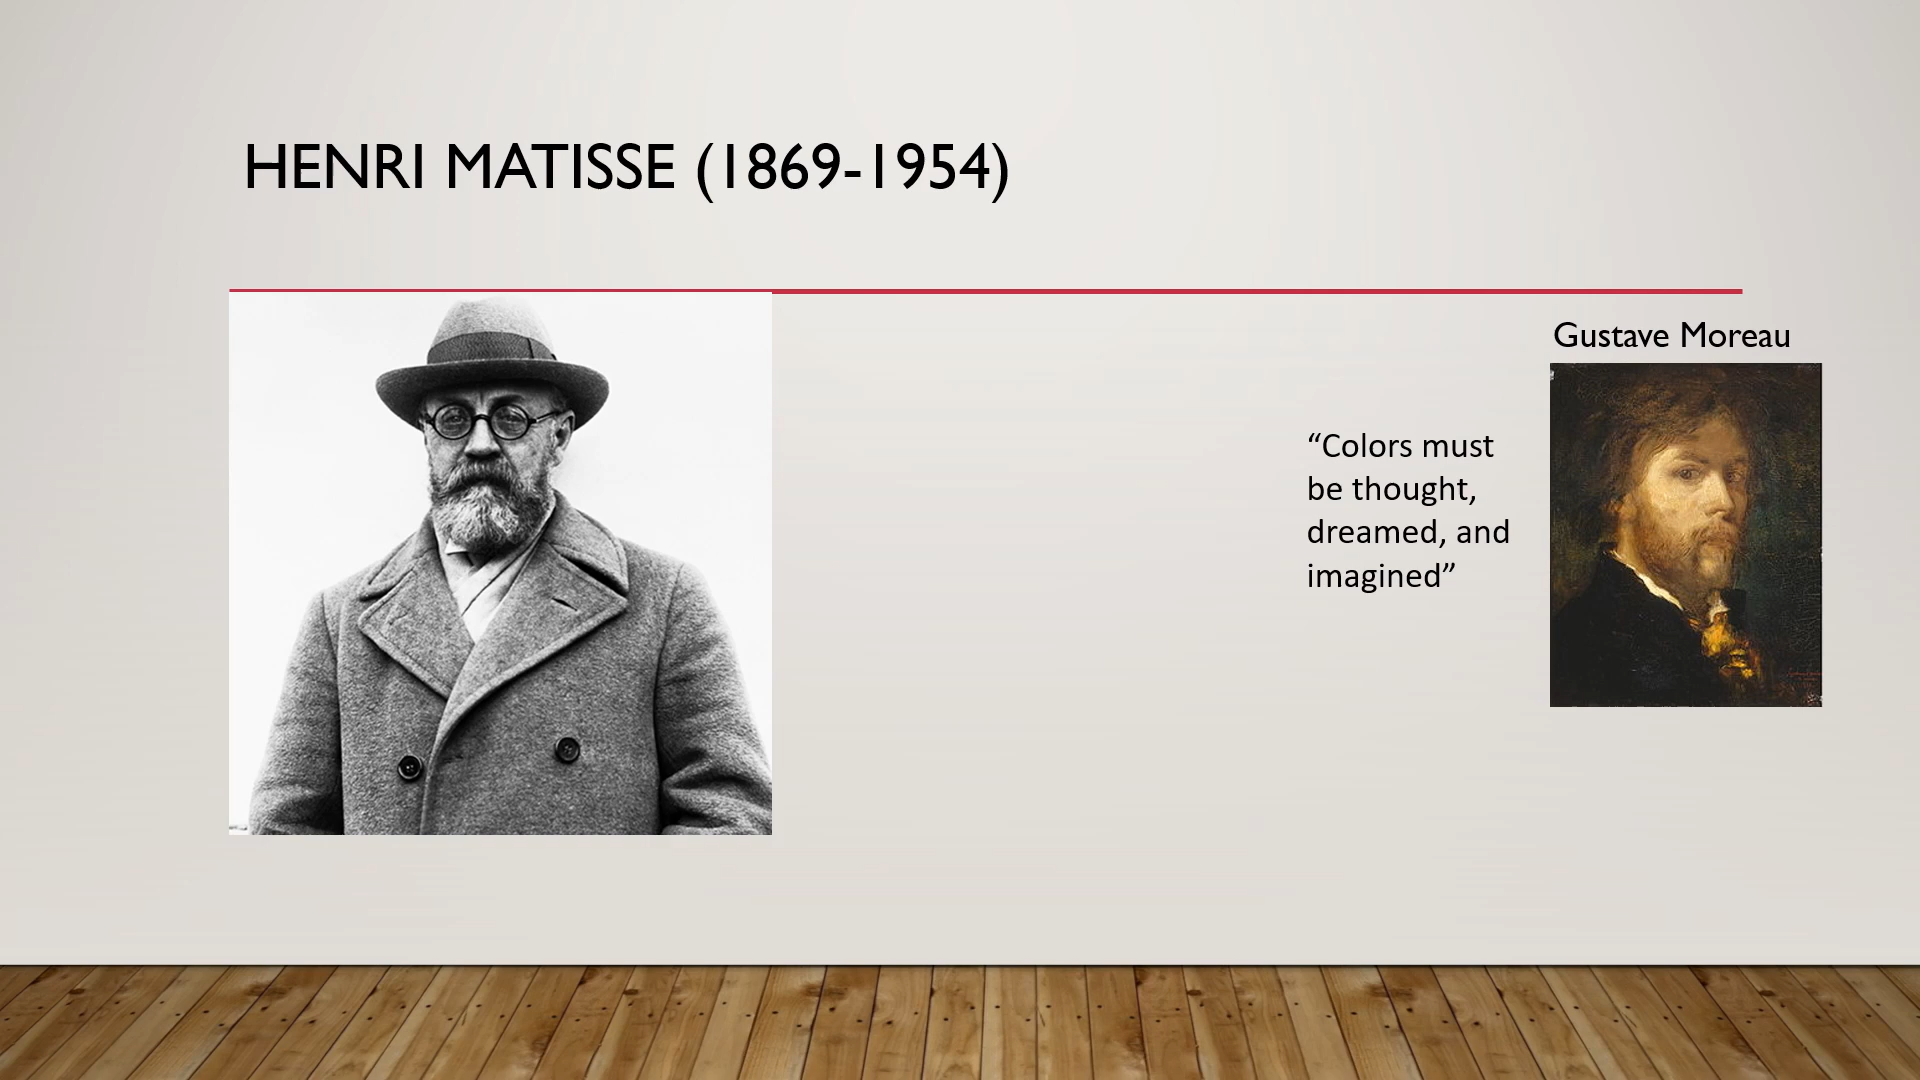 HENRI MATISSE (1869-1954)
Gustave Moreau
“Colors must
be thought,
dreamed, and
imagined”